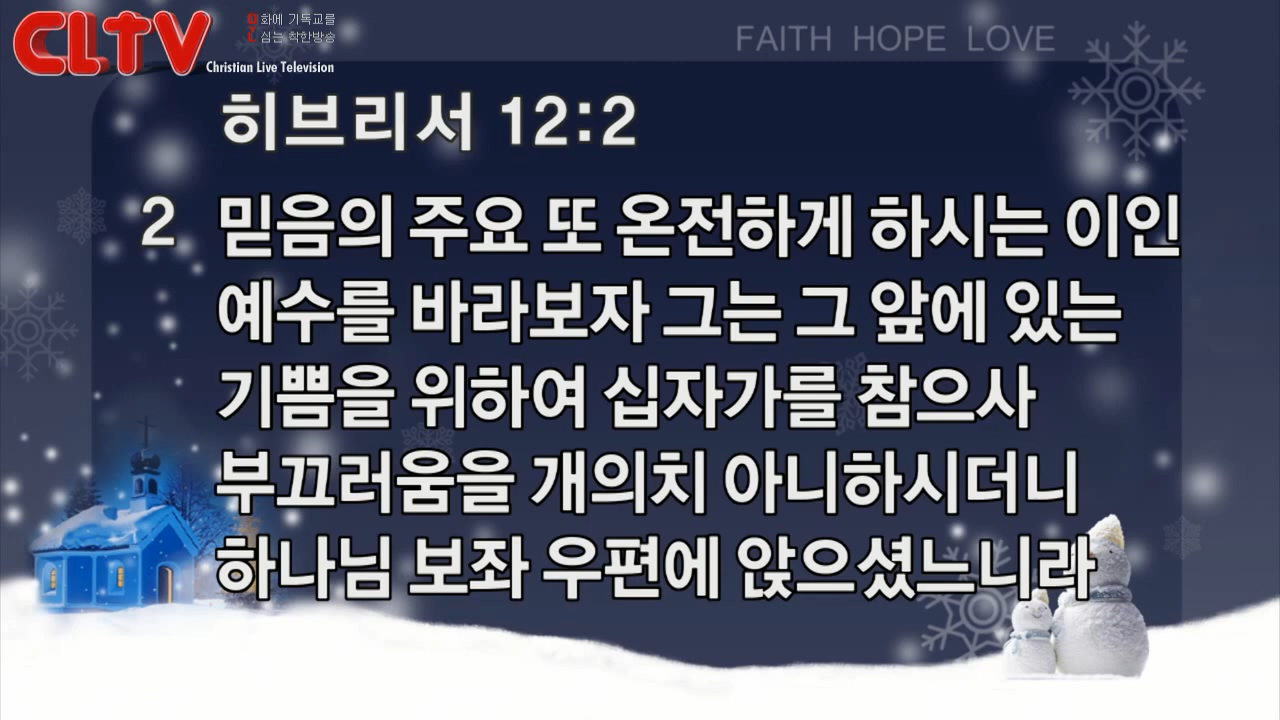 CLTV
문화에 기독교를
심는 착한방송
Christian Live Television
FAITH HOPE LOVE
히브리서 12:2
2 믿음의 주요 또 온전하게 하시는 이인
예수를 바라보자 그는 그 앞에 있는
기쁨을 위하여 십자가를 참으사
부끄러움을 개의치 아니하시더니
하나님 보좌 우편에 앉으셨느니라